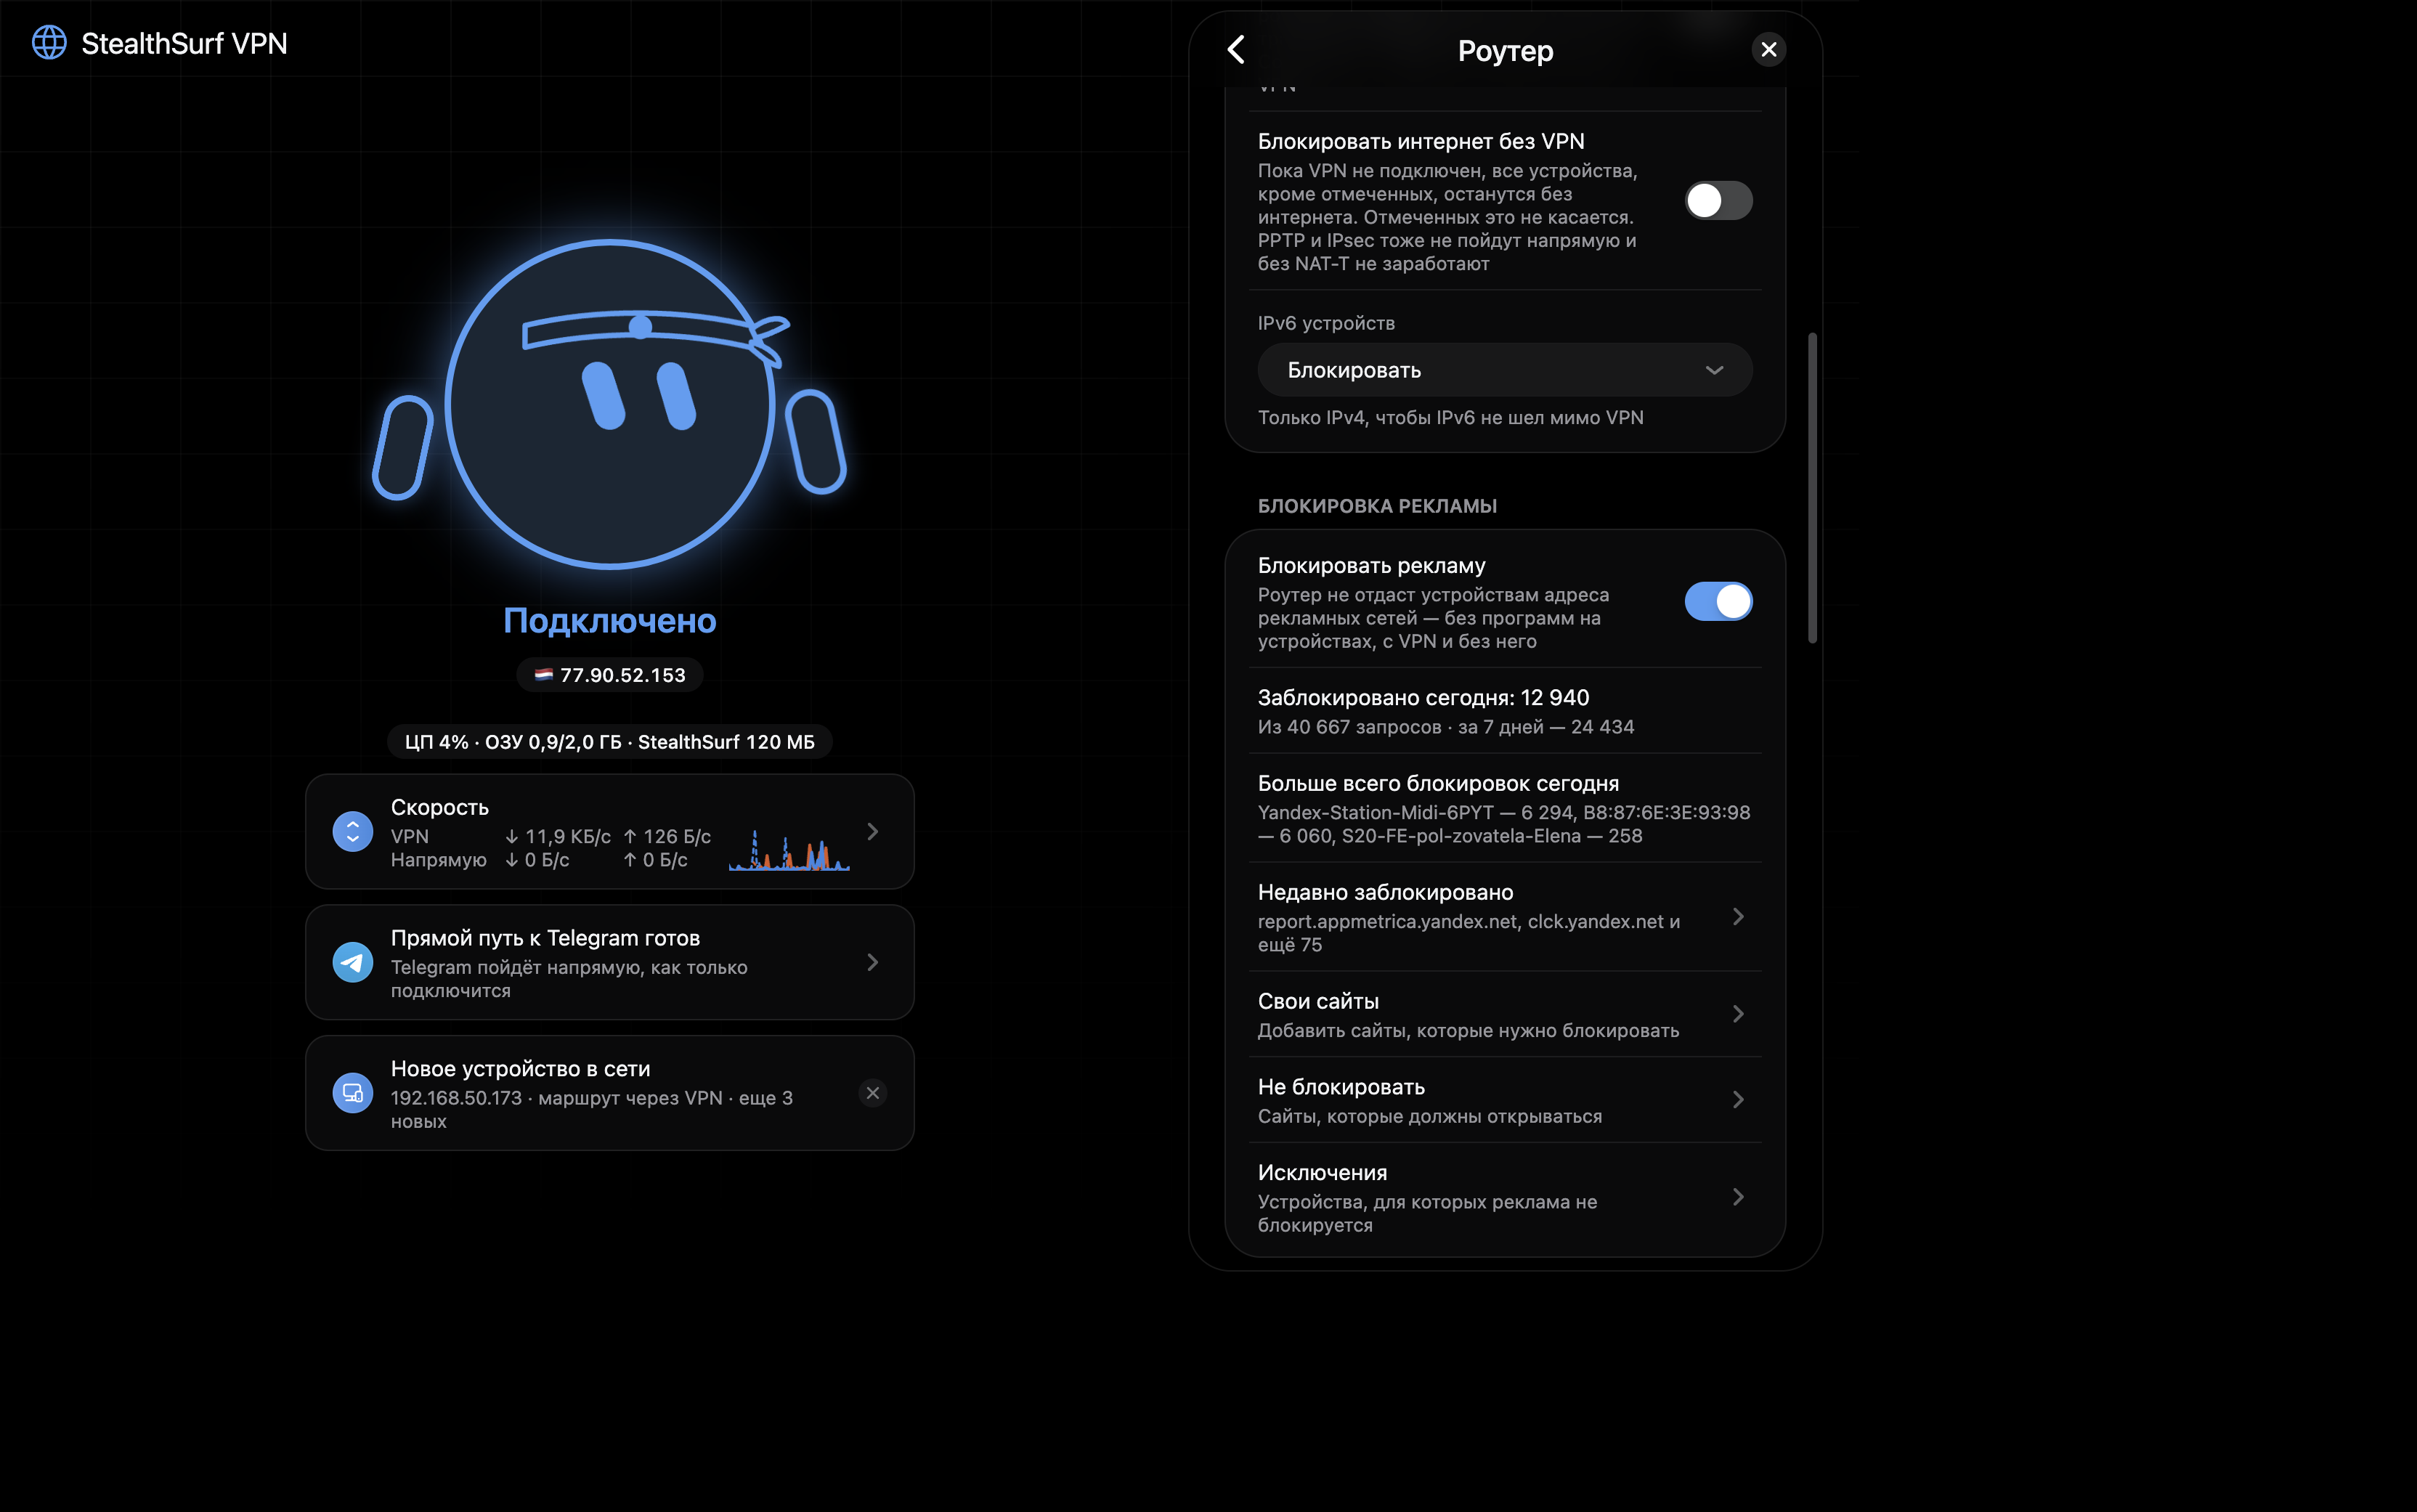 StealthSurf VPN
Подключено
77.90.52.153
ЦП 4% · ОЗУ 0,9/2,0 ГБ · StealthSurf 120 МБ
Скорость
VPN ↓ 11,9 КБ/с ↑ 126 Б/с
Напрямую ↓ 0 Б/с ↑ 0 Б/с
Прямой путь к Telegram готов
Telegram пойдёт напрямую, как только
подключится
Новое устройство в сети
192.168.50.173 · маршрут через VPN · еще 3
новых
Роутер
VPN
Блокировать интернет без VPN
Пока VPN не подключен, все устройства,
кроме отмеченных, останутся без
интернета. Отмеченных это не касается.
PPTP и IPsec тоже не пойдут напрямую и
без NAT-T не заработают
IPv6 устройств
Блокировать
Только IPv4, чтобы IPv6 не шел мимо VPN
БЛОКИРОВКА РЕКЛАМЫ
Блокировать рекламу
Роутер не отдаст устройствам адреса
рекламных сетей — без программ на
устройствах, с VPN и без него
Заблокировано сегодня: 12 940
Из 40 667 запросов · за 7 дней — 24 434
Больше всего блокировок сегодня
Yandex-Station-Midi-6PYT — 6 294, B8:87:6E:3E:93:98
— 6 060, S20-FE-pol-zovatela-Elena — 258
Недавно заблокировано
report.appmetrica.yandex.net, clck.yandex.net и
ещё 75
Свои сайты
Добавить сайты, которые нужно блокировать
Не блокировать
Сайты, которые должны открываться
Исключения
Устройства, для которых реклама не
блокируется